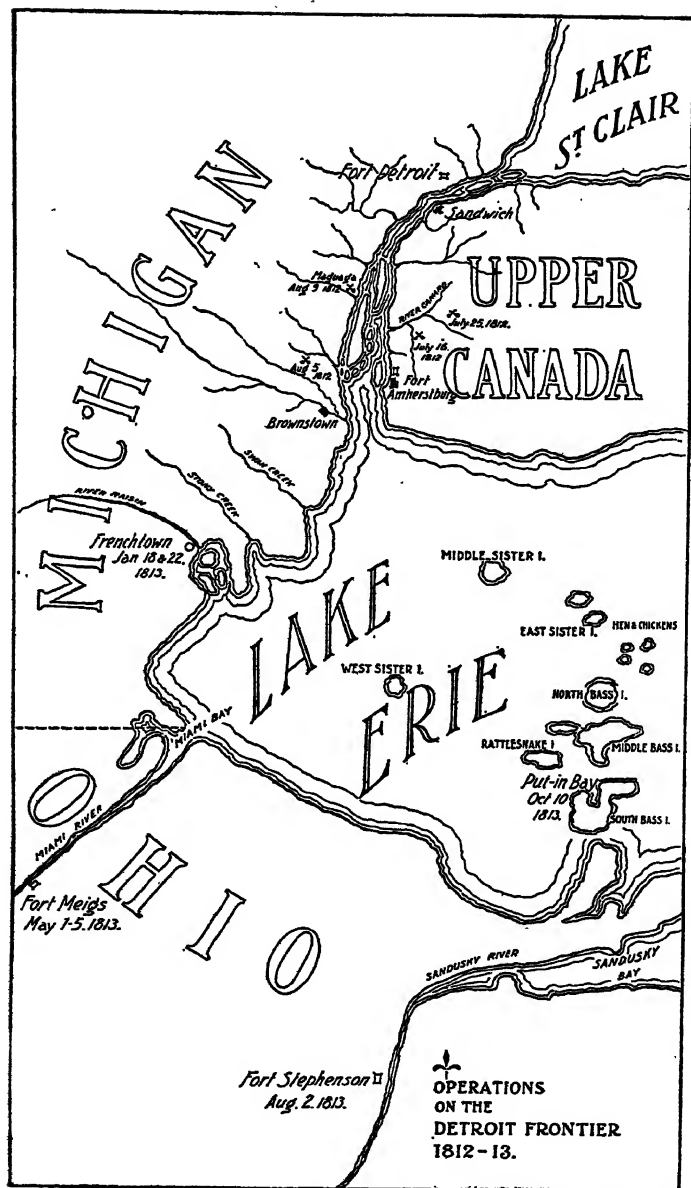 LAKE
ST CLAIR
Fort Detroit
Sandwich
MICHIGAN
Maguaga
Aug 9 1812
UPPER
CANADA
RIVER CANARD
July 25, 1812.
July 16,
1812
Aug 5,
1812
Fort
Amherstburg
Brownstown
SWAN CREEK
STONY CREEK
RIVER RAISIN
Frenchtown
Jan 18 & 22.
1813.
MIDDLE SISTER I.
EAST SISTER I.
HEN & CHICKENS
LAKE
ERIE
WEST SISTER I.
NORTH BASS I.
MIAMI BAY
RATTLESNAKE I
MIDDLE BASS I.
Put-in Bay
Oct 10
1813.
SOUTH BASS I.
OHIO
MIAMI RIVER
Fort Meigs
May 1-5. 1813.
SANDUSKY RIVER
SANDUSKY
BAY
Fort Stephenson
Aug. 2. 1813.
OPERATIONS
ON THE
DETROIT FRONTIER
1812-13.